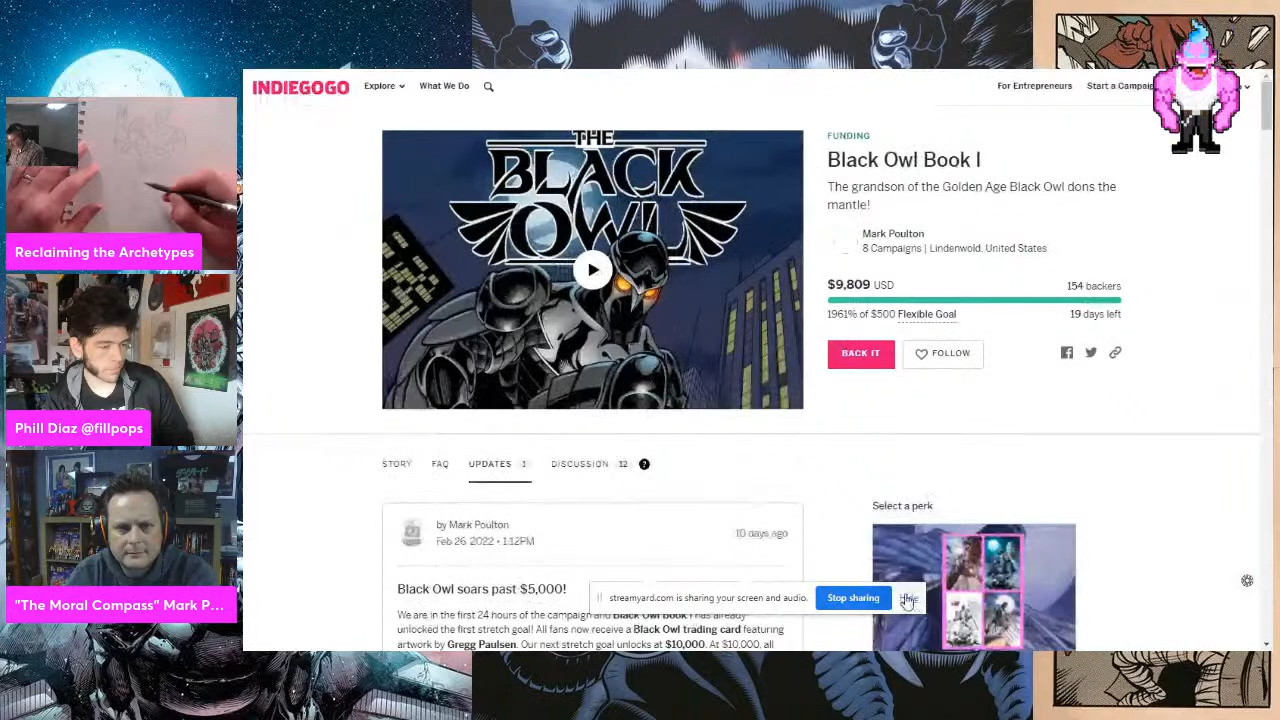 INDIEGOGO
Explore
What We Do
For Entrepreneurs
Start a Campaig
THE
BLACK
OWL
FUNDING
Black Owl Book I
The grandson of the Golden Age Black Owl dons the
mantle!
Mark Poulton
8 Campaigns | Lindenwold, United States
$9,809 USD
154 backers
1961% of $500 Flexible Goal
19 days left
BACK IT
FOLLOW
STORY
FAQ
UPDATES 1
DISCUSSION 12
?
by Mark Poulton
Feb 26, 2022 • 1:12PM
10 days ago
Black Owl soars past $5,000!
We are in the first 24 hours of the campaign and Black Owl Book I has already
unlocked the first stretch goal! All fans now receive a Black Owl trading card featuring
artwork by Gregg Paulsen. Our next stretch goal unlocks at $10,000. At $10,000, all
Select a perk
streamyard.com is sharing your screen and audio.
Stop sharing
Hide
Reclaiming the Archetypes
Phill Diaz @fillpops
"The Moral Compass" Mark P...